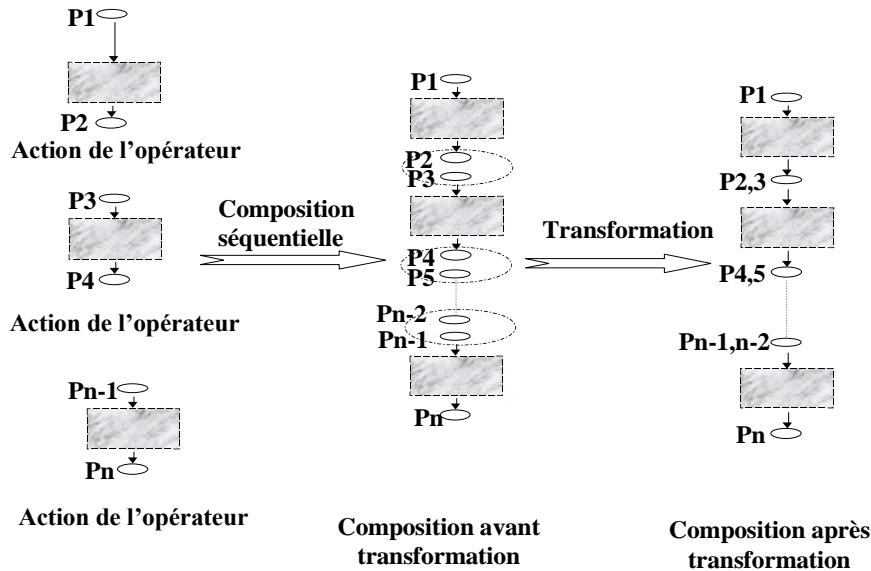 P1
P2
Action de l'opérateur
P3
P4
Action de l'opérateur
Pn-1
Pn
Action de l'opérateur
Composition
séquentielle
P1
P2
P3
P4
P5
Pn-2
Pn-1
Pn
Composition avant
transformation
Transformation
P1
P2,3
P4,5
Pn-1,n-2
Pn
Composition après
transformation